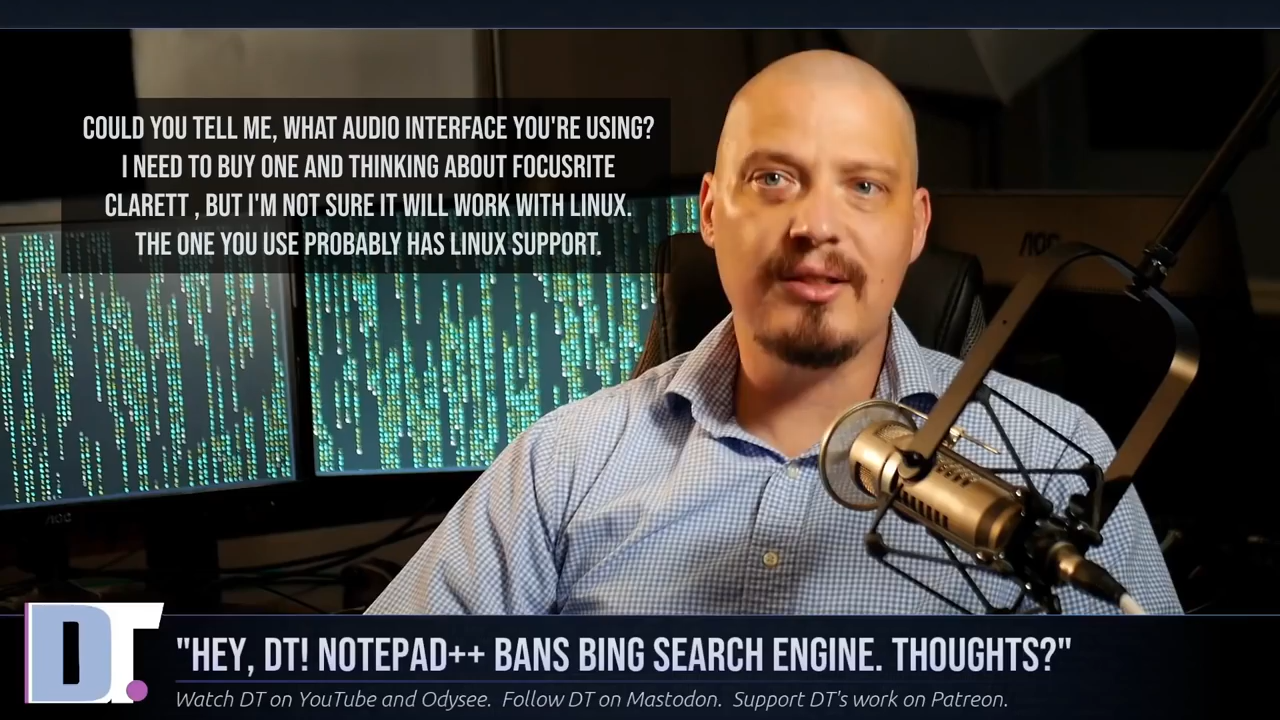 COULD YOU TELL ME, WHAT AUDIO INTERFACE YOU'RE USING?
I NEED TO BUY ONE AND THINKING ABOUT FOCUSRITE
CLARETT , BUT I'M NOT SURE IT WILL WORK WITH LINUX.
THE ONE YOU USE PROBABLY HAS LINUX SUPPORT.
AOC
AOC
DT.
"HEY, DT! NOTEPAD++ BANS BING SEARCH ENGINE. THOUGHTS?"
Watch DT on YouTube and Odysee. Follow DT on Mastodon. Support DT's work on Patreon.